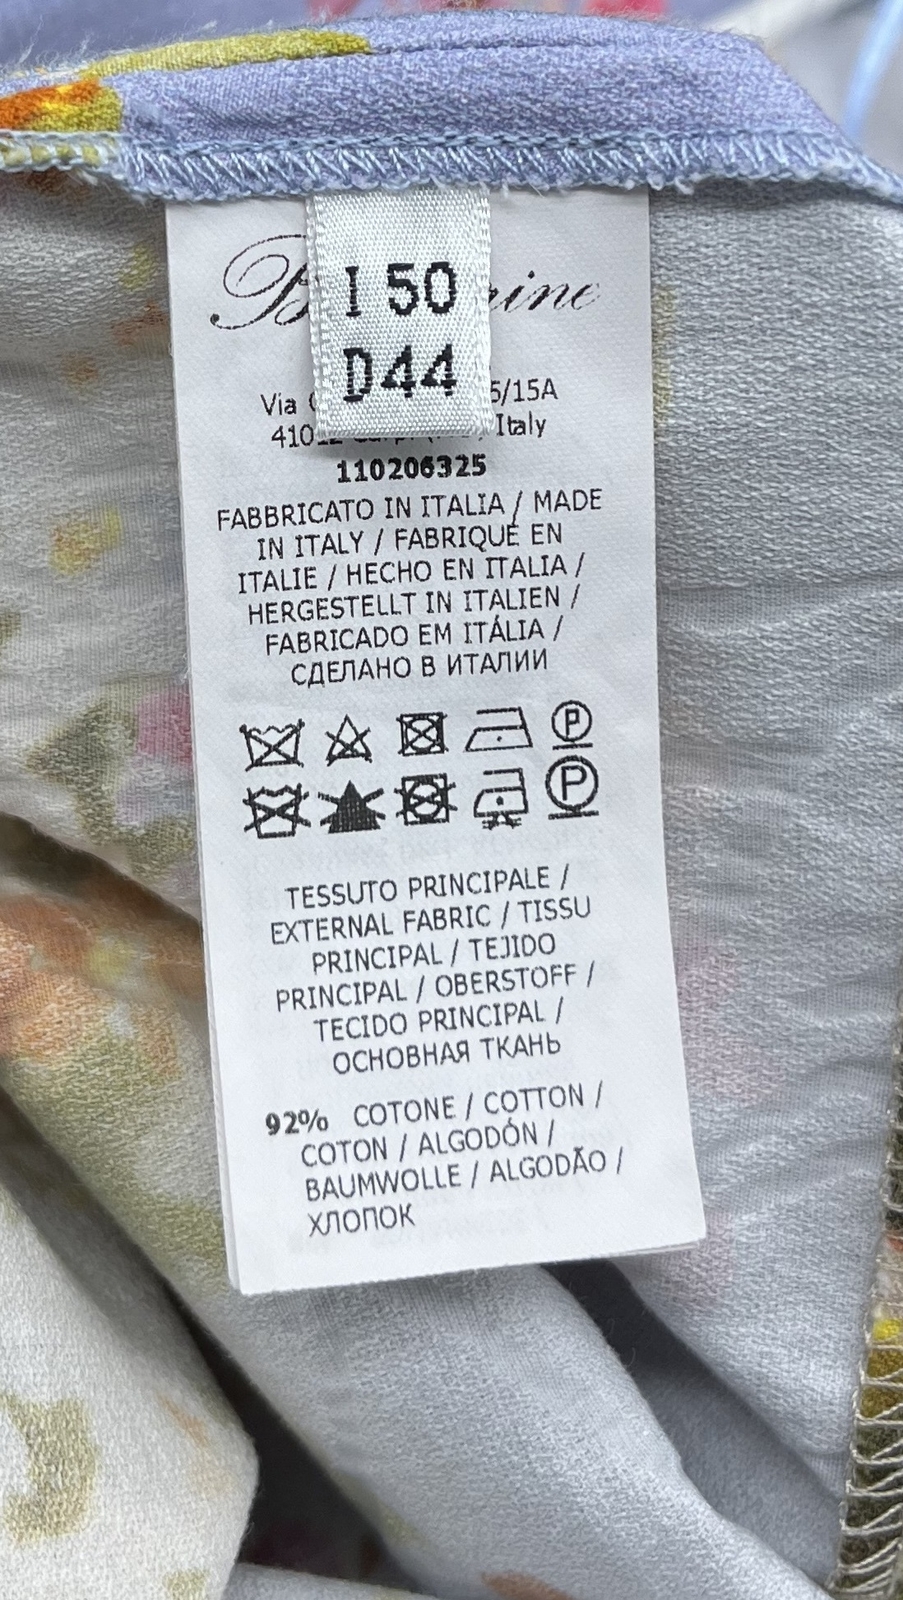 I 50
D44
Via
5/15A
Italy
110206325
FABBRICATO IN ITALIA / MADE
IN ITALY / FABRIQUÉ EN
ITALIE / HECHO EN ITALIA /
HERGESTELLT IN ITALIEN /
FABRICADO EM ITÁLIA /
СДЕЛАНО В ИТАЛИИ
P
P
TESSUTO PRINCIPALE /
EXTERNAL FABRIC / TISSU
PRINCIPAL / TEJIDO
PRINCIPAL / OBERSTOFF /
TECIDO PRINCIPAL /
ОСНОВНАЯ ТКАНЬ
92% COTONE / COTTON /
COTON / ALGODÓN /
BAUMWOLLE / ALGODÃO /
ХЛОПОК